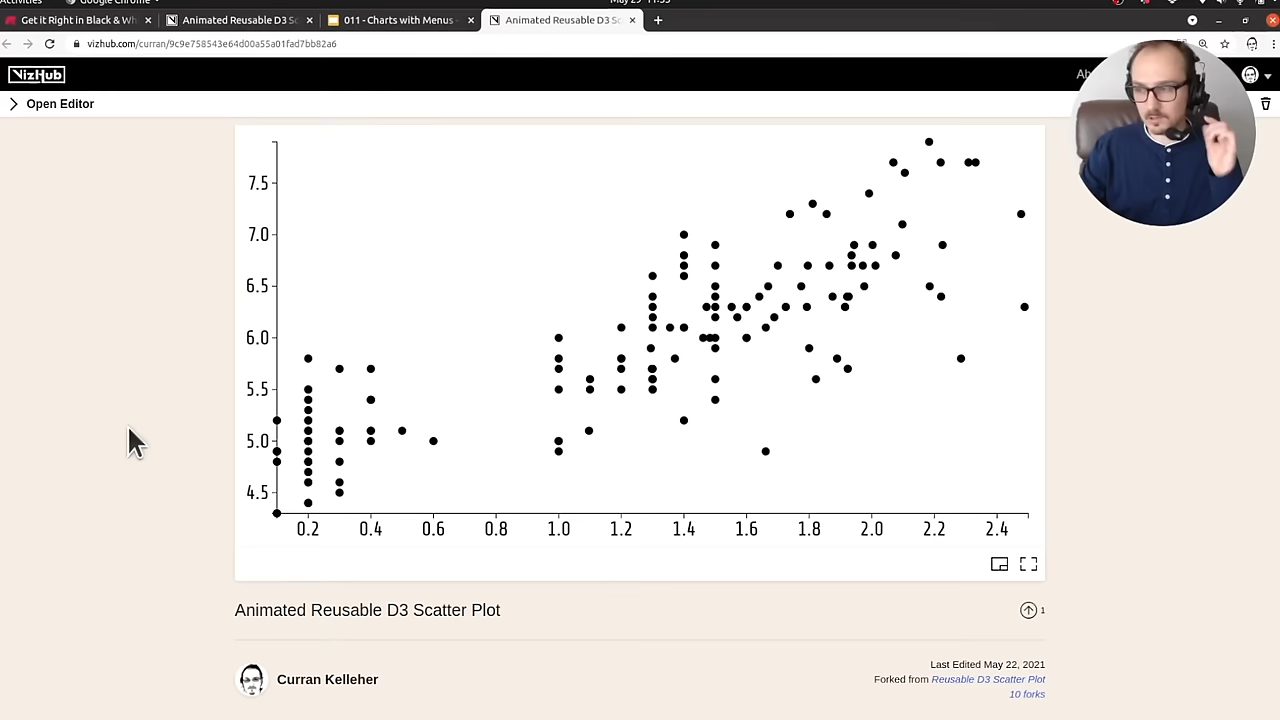 Activities Google Chrome May 29 11:53
Get it Right in Black & Wh
Animated Reusable D3 Sc
011 - Charts with Menus -
Animated Reusable D3 Sc
vizhub.com/curran/9c9e758543e64d00a55a01fad7bb82a6
VizHub
Open Editor
7.5
7.0
6.5
6.0
5.5
5.0
4.5
0.2 0.4 0.6 0.8 1.0 1.2 1.4 1.6 1.8 2.0 2.2 2.4
Animated Reusable D3 Scatter Plot
1
Curran Kelleher
Last Edited May 22, 2021
Forked from Reusable D3 Scatter Plot
10 forks